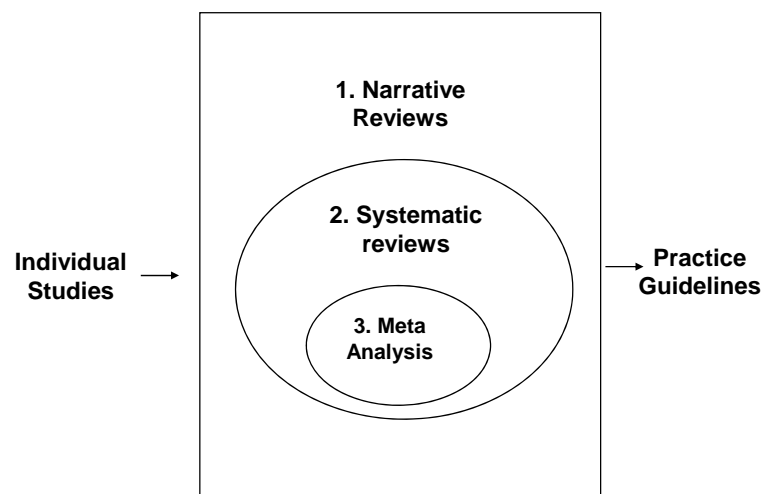 1. Narrative
Reviews
2. Systematic
reviews
Individual
Studies
3. Meta
Analysis
Practice
Guidelines